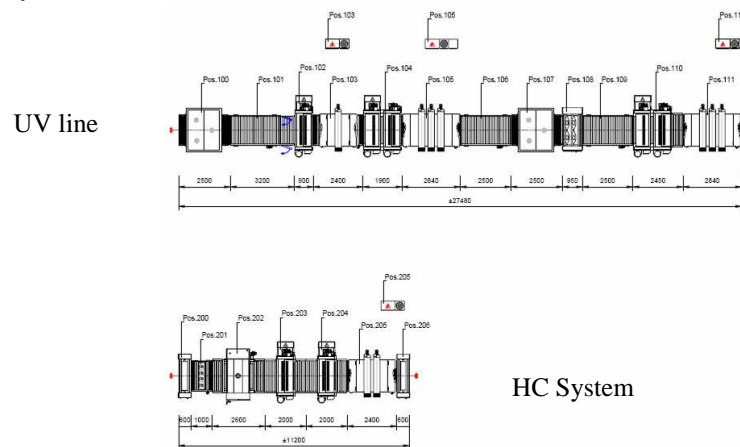 Pos.103
Pos.105
Pos.11
Pos.100
Pos.101
Pos.102
Pos.103
Pos.104
Pos.105
Pos.106
Pos.107
Pos.108
Pos.109
Pos.110
Pos.111
UV line
2500
3200
900
2400
1900
2840
2500
2500
950
2500
2450
2840
±27480
Pos.205
Pos.200
Pos.201
Pos.202
Pos.203
Pos.204
Pos.205
Pos.206
HC System
600
1000
2600
2000
2000
2400
600
±11200